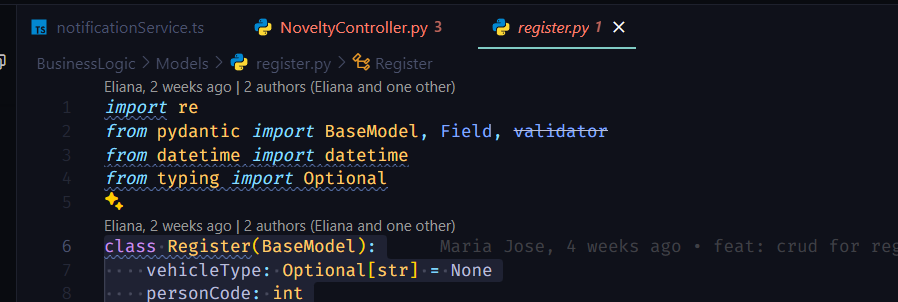 TS notificationService.ts NoveltyController.py 3 register.py 1 ×
BusinessLogic > Models > register.py > Register
Eliana, 2 weeks ago | 2 authors (Eliana and one other)
1 import re
2 from pydantic import BaseModel, Field, validator
3 from datetime import datetime
4 from typing import Optional
5
Eliana, 2 weeks ago | 2 authors (Eliana and one other)
6 class Register(BaseModel): Maria Jose, 4 weeks ago • feat: crud for reg
7 vehicleType: Optional[str] = None
8 personCode: int